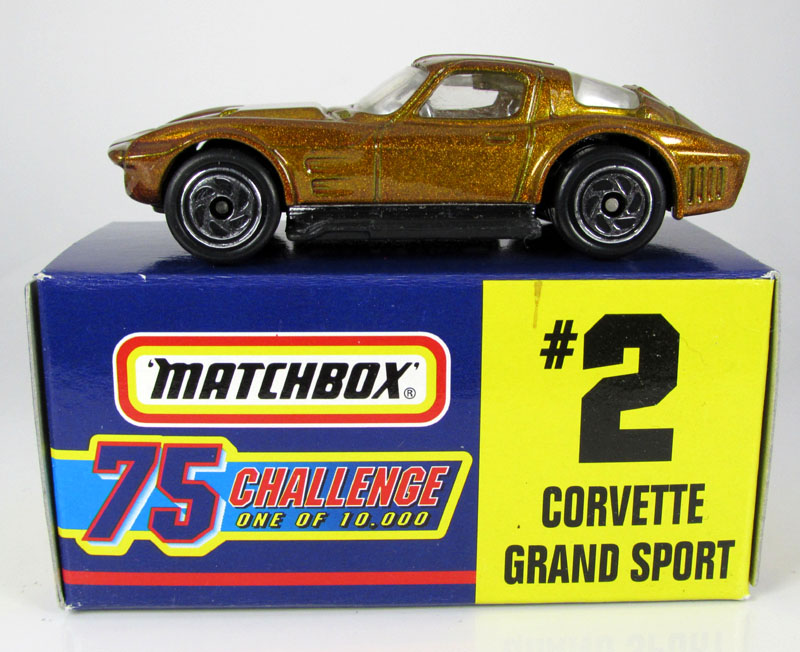 'MATCHBOX'®
75 CHALLENGE
ONE OF 10.000
#2
CORVETTE
GRAND SPORT